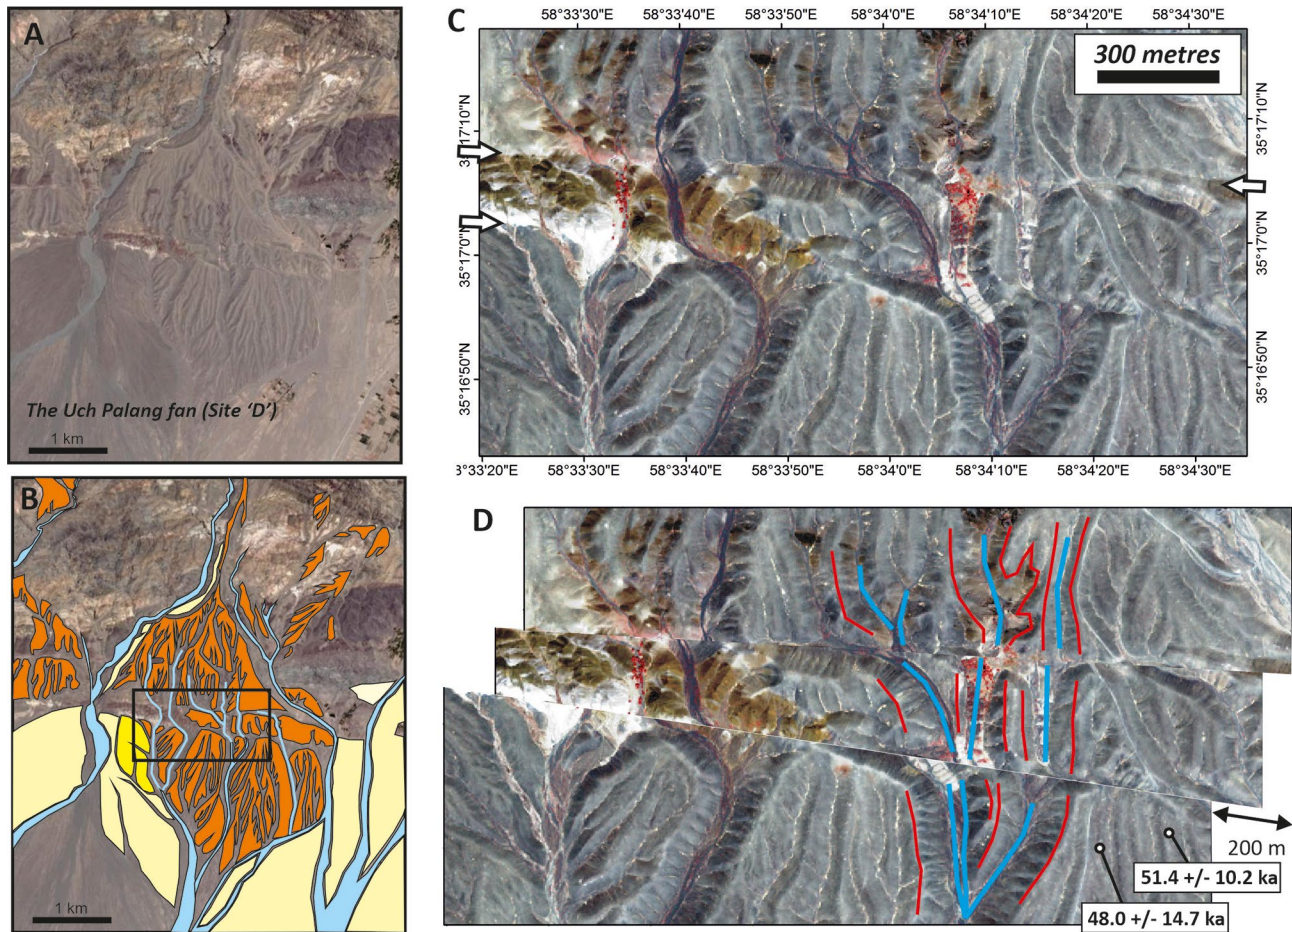 A
The Uch Palang fan (Site ‘D’)
1 km
B
1 km
C
58°33'30"E 58°33'40"E 58°33'50"E 58°34'0"E 58°34'10"E 58°34'20"E 58°34'30"E
300 metres
35°17'10"N
35°17'0"N
35°16'50"N
35°17'10"N
35°17'0"N
35°16'50"N
58°33'30"E 58°33'40"E 58°33'50"E 58°34'0"E 58°34'10"E 58°34'20"E 58°34'30"E
D
200 m
51.4 +/- 10.2 ka
48.0 +/- 14.7 ka